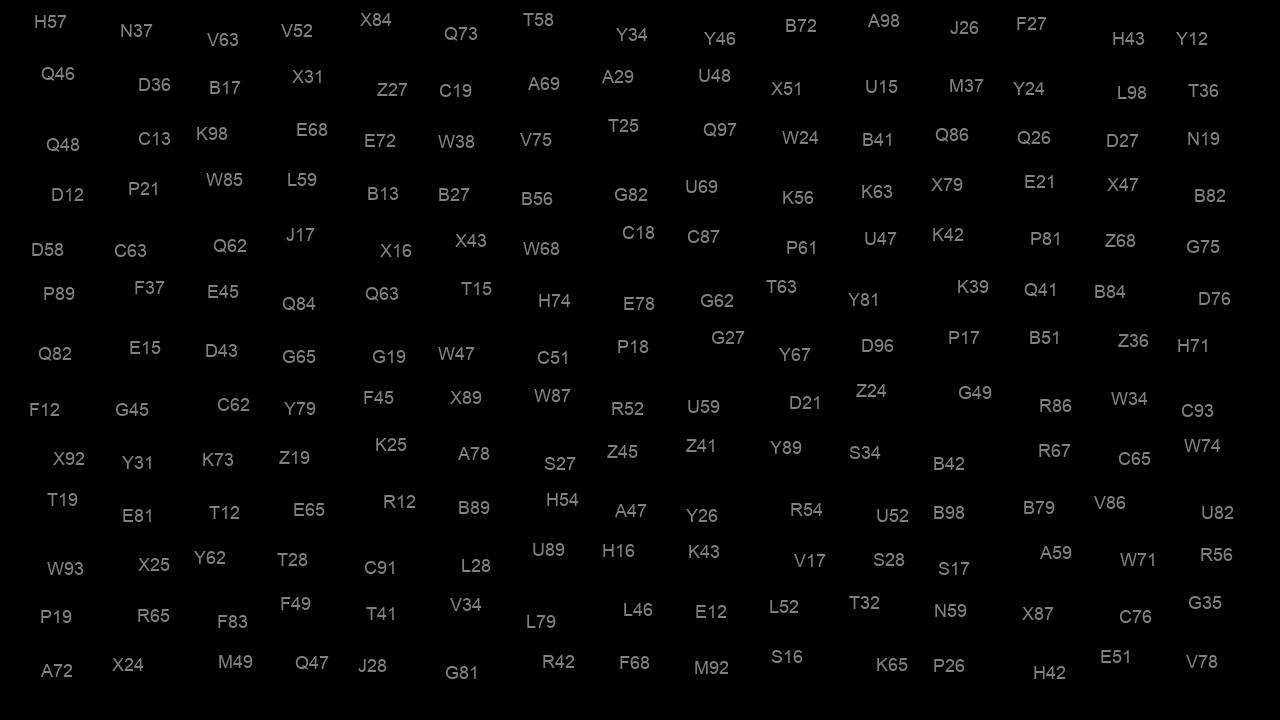 H57 N37 V63 V52 X84 Q73 T58 Y34 Y46 B72 A98 J26 F27 H43 Y12
Q46 D36 B17 X31 Z27 C19 A69 A29 U48 X51 U15 M37 Y24 L98 T36
Q48 C13 K98 E68 E72 W38 V75 T25 Q97 W24 B41 Q86 Q26 D27 N19
D12 P21 W85 L59 B13 B27 B56 G82 U69 K56 K63 X79 E21 X47 B82
D58 C63 Q62 J17 X16 X43 W68 C18 C87 P61 U47 K42 P81 Z68 G75
P89 F37 E45 Q84 Q63 T15 H74 E78 G62 T63 Y81 K39 Q41 B84 D76
Q82 E15 D43 G65 G19 W47 C51 P18 G27 Y67 D96 P17 B51 Z36 H71
F12 G45 C62 Y79 F45 X89 W87 R52 U59 D21 Z24 G49 R86 W34 C93
X92 Y31 K73 Z19 K25 A78 S27 Z45 Z41 Y89 S34 B42 R67 C65 W74
T19 E81 T12 E65 R12 B89 H54 A47 Y26 R54 U52 B98 B79 V86 U82
W93 X25 Y62 T28 C91 L28 U89 H16 K43 V17 S28 S17 A59 W71 R56
P19 R65 F83 F49 T41 V34 L79 L46 E12 L52 T32 N59 X87 C76 G35
A72 X24 M49 Q47 J28 G81 R42 F68 M92 S16 K65 P26 H42 E51 V78